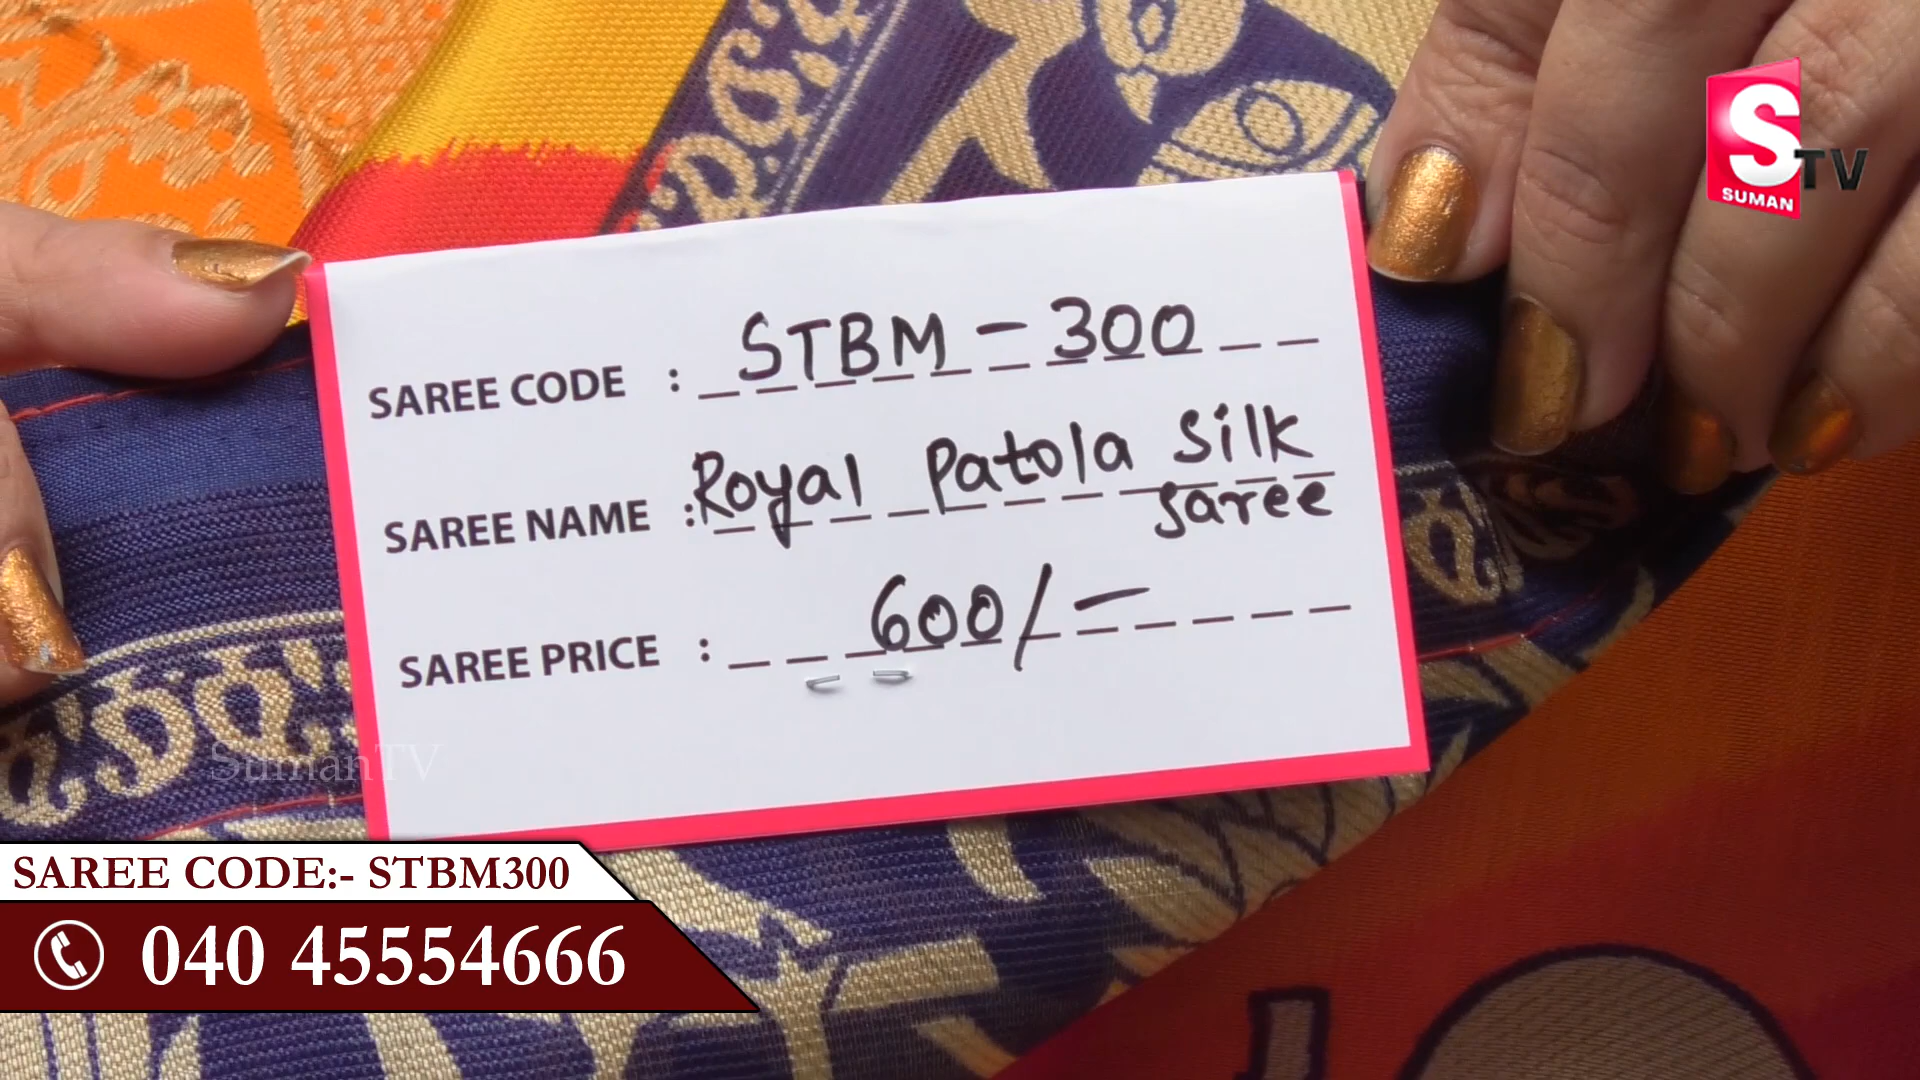 S
TV
SUMAN
SAREE CODE : STBM - 300
SAREE NAME : Royal Patola Silk
Saree
SAREE PRICE : 600/-
SumanTV
SAREE CODE:- STBM300
040 45554666